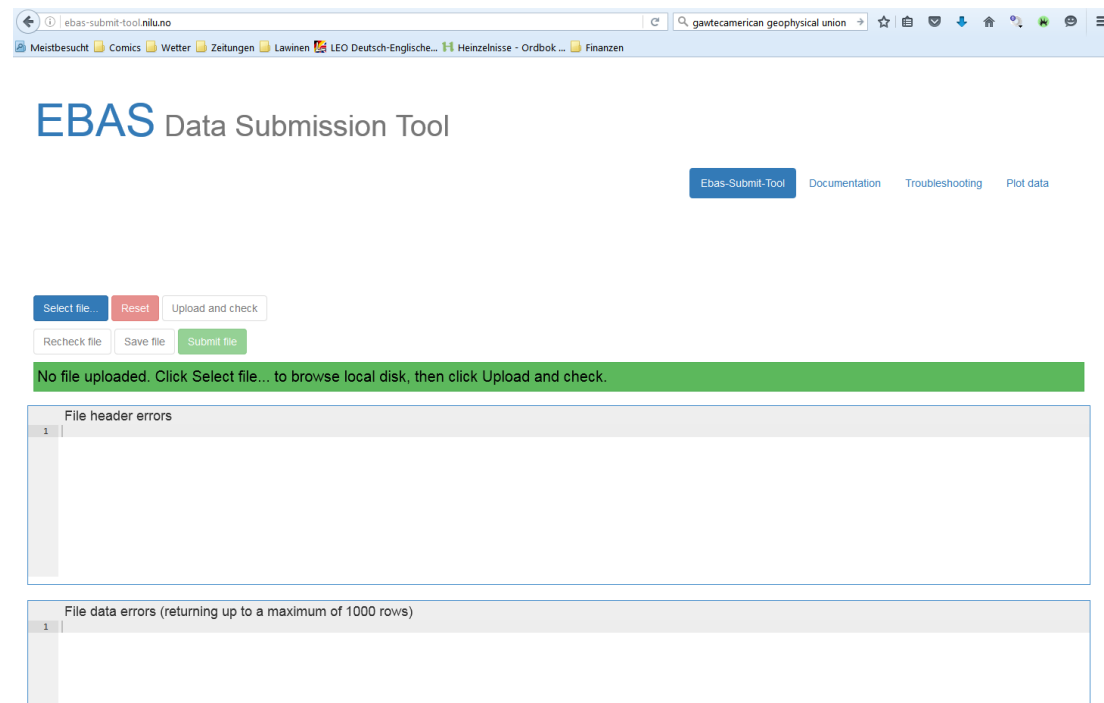 ebas-submit-tool.nilu.no
gawtecamerican geophysical union
Meistbesucht Comics Wetter Zeitungen Lawinen LEO Deutsch-Englische... Heinzelnisse - Ordbok ... Finanzen
EBAS Data Submission Tool
Ebas-Submit-Tool Documentation Troubleshooting Plot data
Select file... Reset Upload and check
Recheck file Save file Submit file
No file uploaded. Click Select file... to browse local disk, then click Upload and check.
File header errors
1
File data errors (returning up to a maximum of 1000 rows)
1